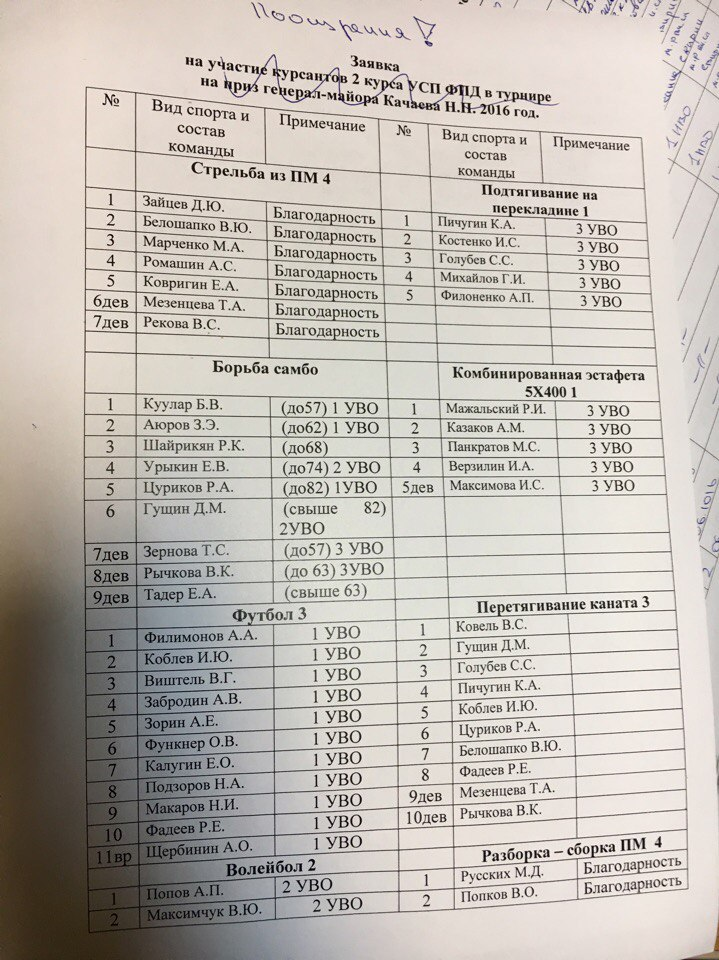 Поощрения!
Заявка
на участие курсантов 2 курса УСП ФПД в турнире
на приз генерал-майора Качаева Н.Н. 2016 год.
№ Вид спорта и состав команды Примечание
Стрельба из ПМ 4
1 Зайцев Д.Ю. Благодарность
2 Белошапко В.Ю. Благодарность
3 Марченко М.А. Благодарность
4 Ромашин А.С. Благодарность
5 Ковригин Е.А. Благодарность
6дев Мезенцева Т.А. Благодарность
7дев Рекова В.С. Благодарность
Борьба самбо
1 Куулар Б.В. (до57) 1 УВО
2 Аюров З.Э. (до62) 1 УВО
3 Шайрикян Р.К. (до68)
4 Урыкин Е.В. (до74) 2 УВО
5 Цуриков Р.А. (до82) 1УВО
6 Гущин Д.М. (свыше 82)
2УВО
7дев Зернова Т.С. (до57) 3 УВО
8дев Рычкова В.К. (до 63) 3УВО
9дев Тадер Е.А. (свыше 63)
Футбол 3
1 Филимонов А.А. 1 УВО
2 Коблев И.Ю. 1 УВО
3 Виштель В.Г. 1 УВО
4 Забродин А.В. 1 УВО
5 Зорин А.Е. 1 УВО
6 Функнер О.В. 1 УВО
7 Калугин Е.О. 1 УВО
8 Подзоров Н.А. 1 УВО
9 Макаров Н.И. 1 УВО
10 Фадеев Р.Е. 1 УВО
11вр Щербинин А.О. 1 УВО
Волейбол 2
1 Попов А.П. 2 УВО
2 Максимчук В.Ю. 2 УВО
№ Вид спорта и состав команды Примечание
Подтягивание на
перекладине 1
1 Пичугин К.А. 3 УВО
2 Костенко И.С. 3 УВО
3 Голубев С.С. 3 УВО
4 Михайлов Г.И. 3 УВО
5 Филоненко А.П. 3 УВО
Комбинированная эстафета
5Х400 1
1 Мажальский Р.И. 3 УВО
2 Казаков А.М. 3 УВО
3 Панкратов М.С. 3 УВО
4 Верзилин И.А. 3 УВО
5дев Максимова И.С. 3 УВО
Перетягивание каната 3
1 Ковель В.С.
2 Гущин Д.М.
3 Голубев С.С.
4 Пичугин К.А.
5 Коблев И.Ю.
6 Цуриков Р.А.
7 Белошапко В.Ю.
8 Фадеев Р.Е.
9дев Мезенцева Т.А.
10дев Рычкова В.К.
Разборка – сборка ПМ 4
1 Русских М.Д. Благодарность
2 Попков В.О. Благодарность